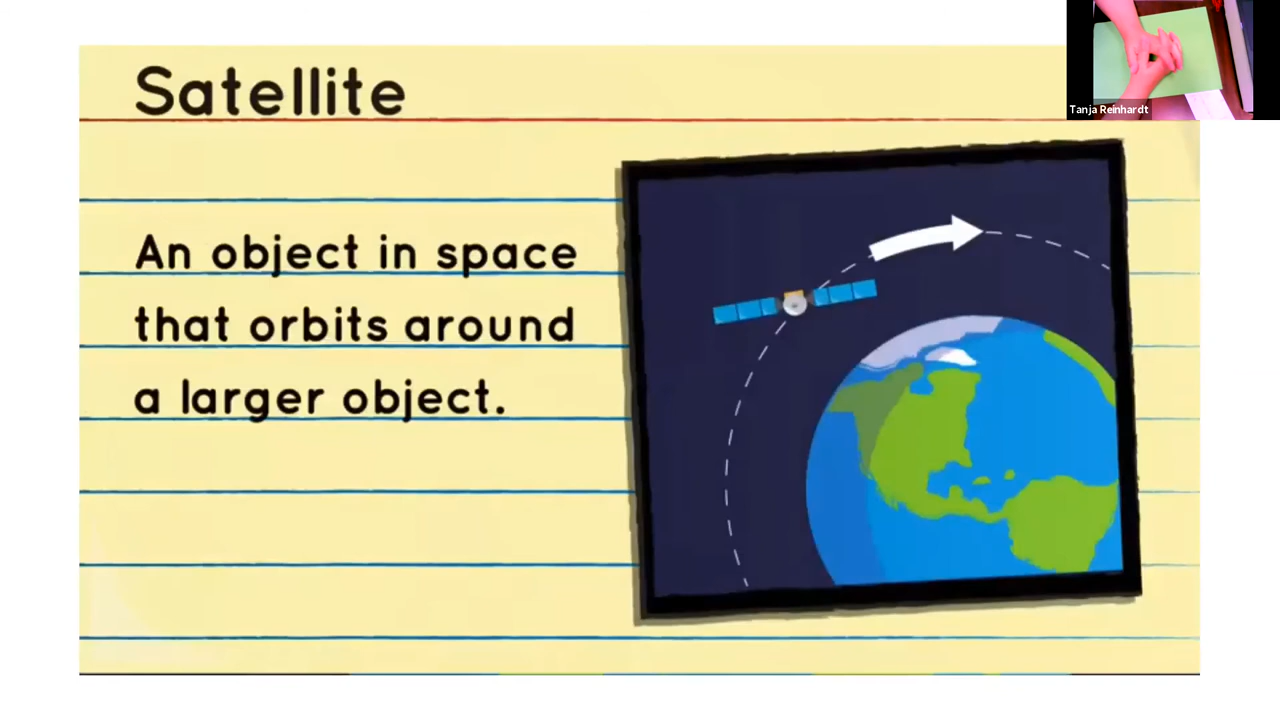 Satellite
An object in space
that orbits around
a larger object.
Tanja Reinhardt